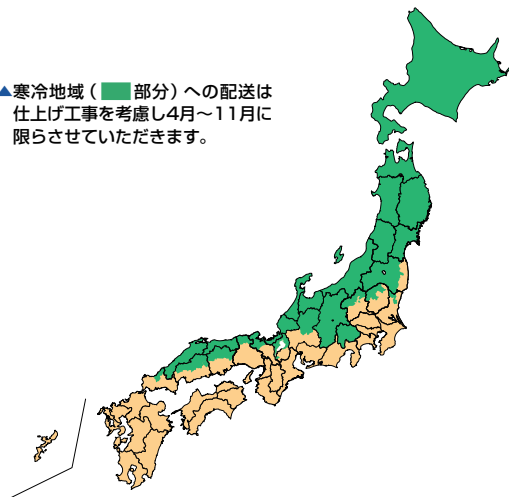 ▲寒冷地域(■部分)への配送は
仕上げ工事を考慮し4月～11月に
限らさせていただきます。